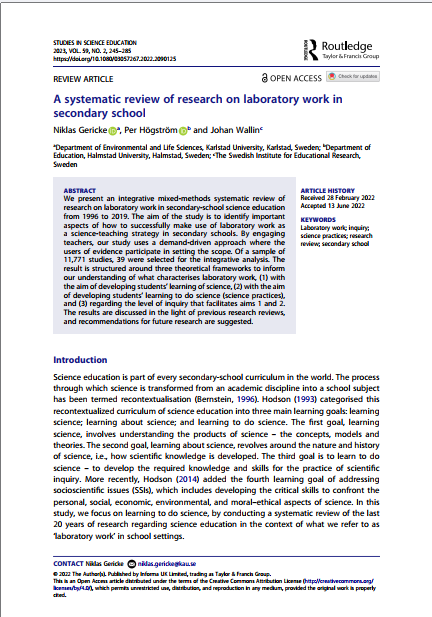 STUDIES IN SCIENCE EDUCATION
2023, VOL. 59, NO. 2, 245–285
https://doi.org/10.1080/03057267.2022.2090125
Routledge
Taylor & Francis Group
REVIEW ARTICLE
OPEN ACCESS
Check for updates
A systematic review of research on laboratory work in
secondary school
Niklas Gericke a, Per Högström b and Johan Wallin c
aDepartment of Environmental and Life Sciences, Karlstad University, Karlstad, Sweden; bDepartment of
Education, Halmstad University, Halmstad, Sweden; cThe Swedish Institute for Educational Research,
Sweden
ABSTRACT
We present an integrative mixed-methods systematic review of
research on laboratory work in secondary-school science education
from 1996 to 2019. The aim of the study is to identify important
aspects of how to successfully make use of laboratory work as
a science-teaching strategy in secondary schools. By engaging
teachers, our study uses a demand-driven approach where the
users of evidence participate in setting the scope. Of a sample of
11,771 studies, 39 were selected for the integrative analysis. The
result is structured around three theoretical frameworks to inform
our understanding of what characterises laboratory work, (1) with
the aim of developing students' learning of science, (2) with the aim
of developing students' learning to do science (science practices),
and (3) regarding the level of inquiry that facilitates aims 1 and 2.
The results are discussed in the light of previous research reviews,
and recommendations for future research are suggested.
ARTICLE HISTORY
Received 28 February 2022
Accepted 13 June 2022
KEYWORDS
Laboratory work; inquiry;
science practices; research
review; secondary school
Introduction
Science education is part of every secondary-school curriculum in the world. The process
through which science is transformed from an academic discipline into a school subject
has been termed recontextualisation (Bernstein, 1996). Hodson (1993) categorised this
recontextualized curriculum of science education into three main learning goals: learning
science; learning about science; and learning to do science. The first goal, learning
science, involves understanding the products of science – the concepts, models and
theories. The second goal, learning about science, revolves around the nature and history
of science, i.e., how scientific knowledge is developed. The third goal is to learn to do
science – to develop the required knowledge and skills for the practice of scientific
inquiry. More recently, Hodson (2014) added the fourth learning goal of addressing
socioscientific issues (SSIs), which includes developing the critical skills to confront the
personal, social, economic, environmental, and moral–ethical aspects of science. In this
study, we focus on learning to do science, by conducting a systematic review of the last
20 years of research regarding science education in the context of what we refer to as
'laboratory work' in school settings.
CONTACT Niklas Gericke niklas.gericke@kau.se
© 2022 The Author(s). Published by Informa UK Limited, trading as Taylor & Francis Group.
This is an Open Access article distributed under the terms of the Creative Commons Attribution License (http://creativecommons.org/
licenses/by/4.0/), which permits unrestricted use, distribution, and reproduction in any medium, provided the original work is properly
cited.